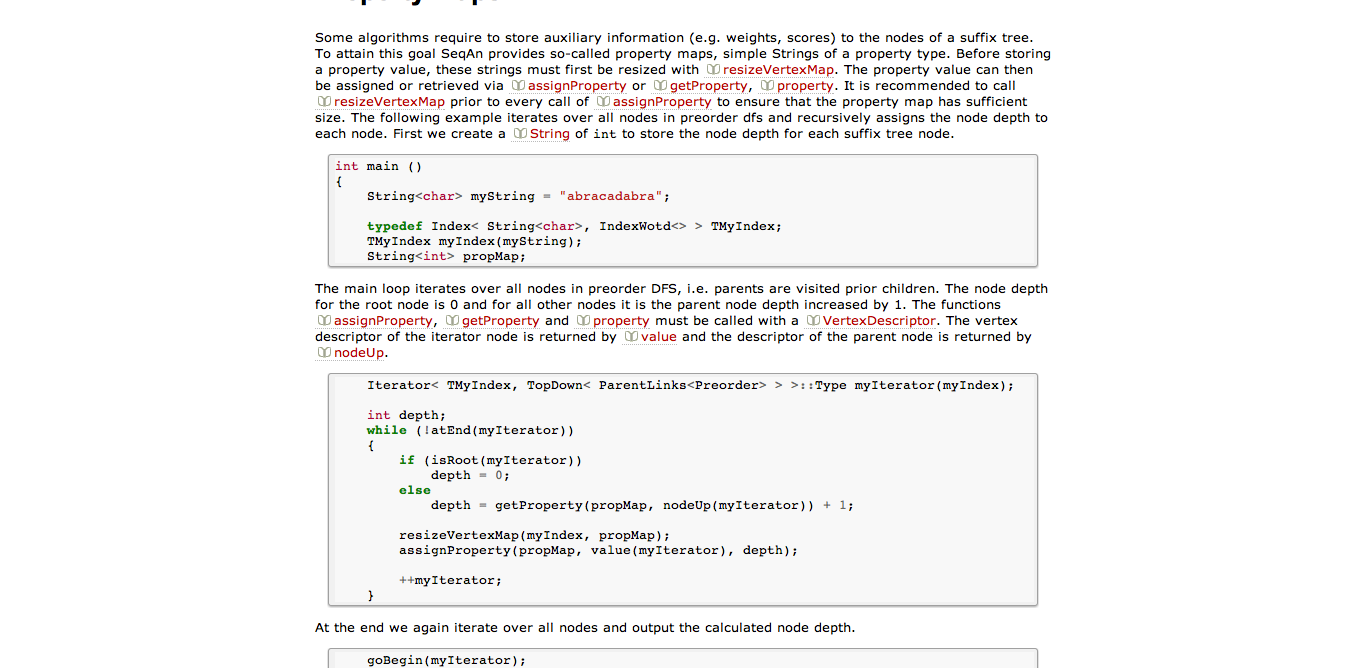 Some algorithms require to store auxiliary information (e.g. weights, scores) to the nodes of a suffix tree.
To attain this goal SeqAn provides so-called property maps, simple Strings of a property type. Before storing
a property value, these strings must first be resized with resizeVertexMap. The property value can then
be assigned or retrieved via assignProperty or getProperty, property. It is recommended to call
resizeVertexMap prior to every call of assignProperty to ensure that the property map has sufficient
size. The following example iterates over all nodes in preorder dfs and recursively assigns the node depth to
each node. First we create a String of int to store the node depth for each suffix tree node.
int main ()
{
String<char> myString = "abracadabra";
typedef Index< String<char>, IndexWotd<> > TMyIndex;
TMyIndex myIndex(myString);
String<int> propMap;
The main loop iterates over all nodes in preorder DFS, i.e. parents are visited prior children. The node depth
for the root node is 0 and for all other nodes it is the parent node depth increased by 1. The functions
assignProperty, getProperty and property must be called with a VertexDescriptor. The vertex
descriptor of the iterator node is returned by value and the descriptor of the parent node is returned by
nodeUp.
Iterator< TMyIndex, TopDown< ParentLinks<Preorder> > >::Type myIterator(myIndex);
int depth;
while (!atEnd(myIterator))
{
if (isRoot(myIterator))
depth = 0;
else
depth = getProperty(propMap, nodeUp(myIterator)) + 1;
resizeVertexMap(myIndex, propMap);
assignProperty(propMap, value(myIterator), depth);
++myIterator;
}
At the end we again iterate over all nodes and output the calculated node depth.
goBegin(myIterator);